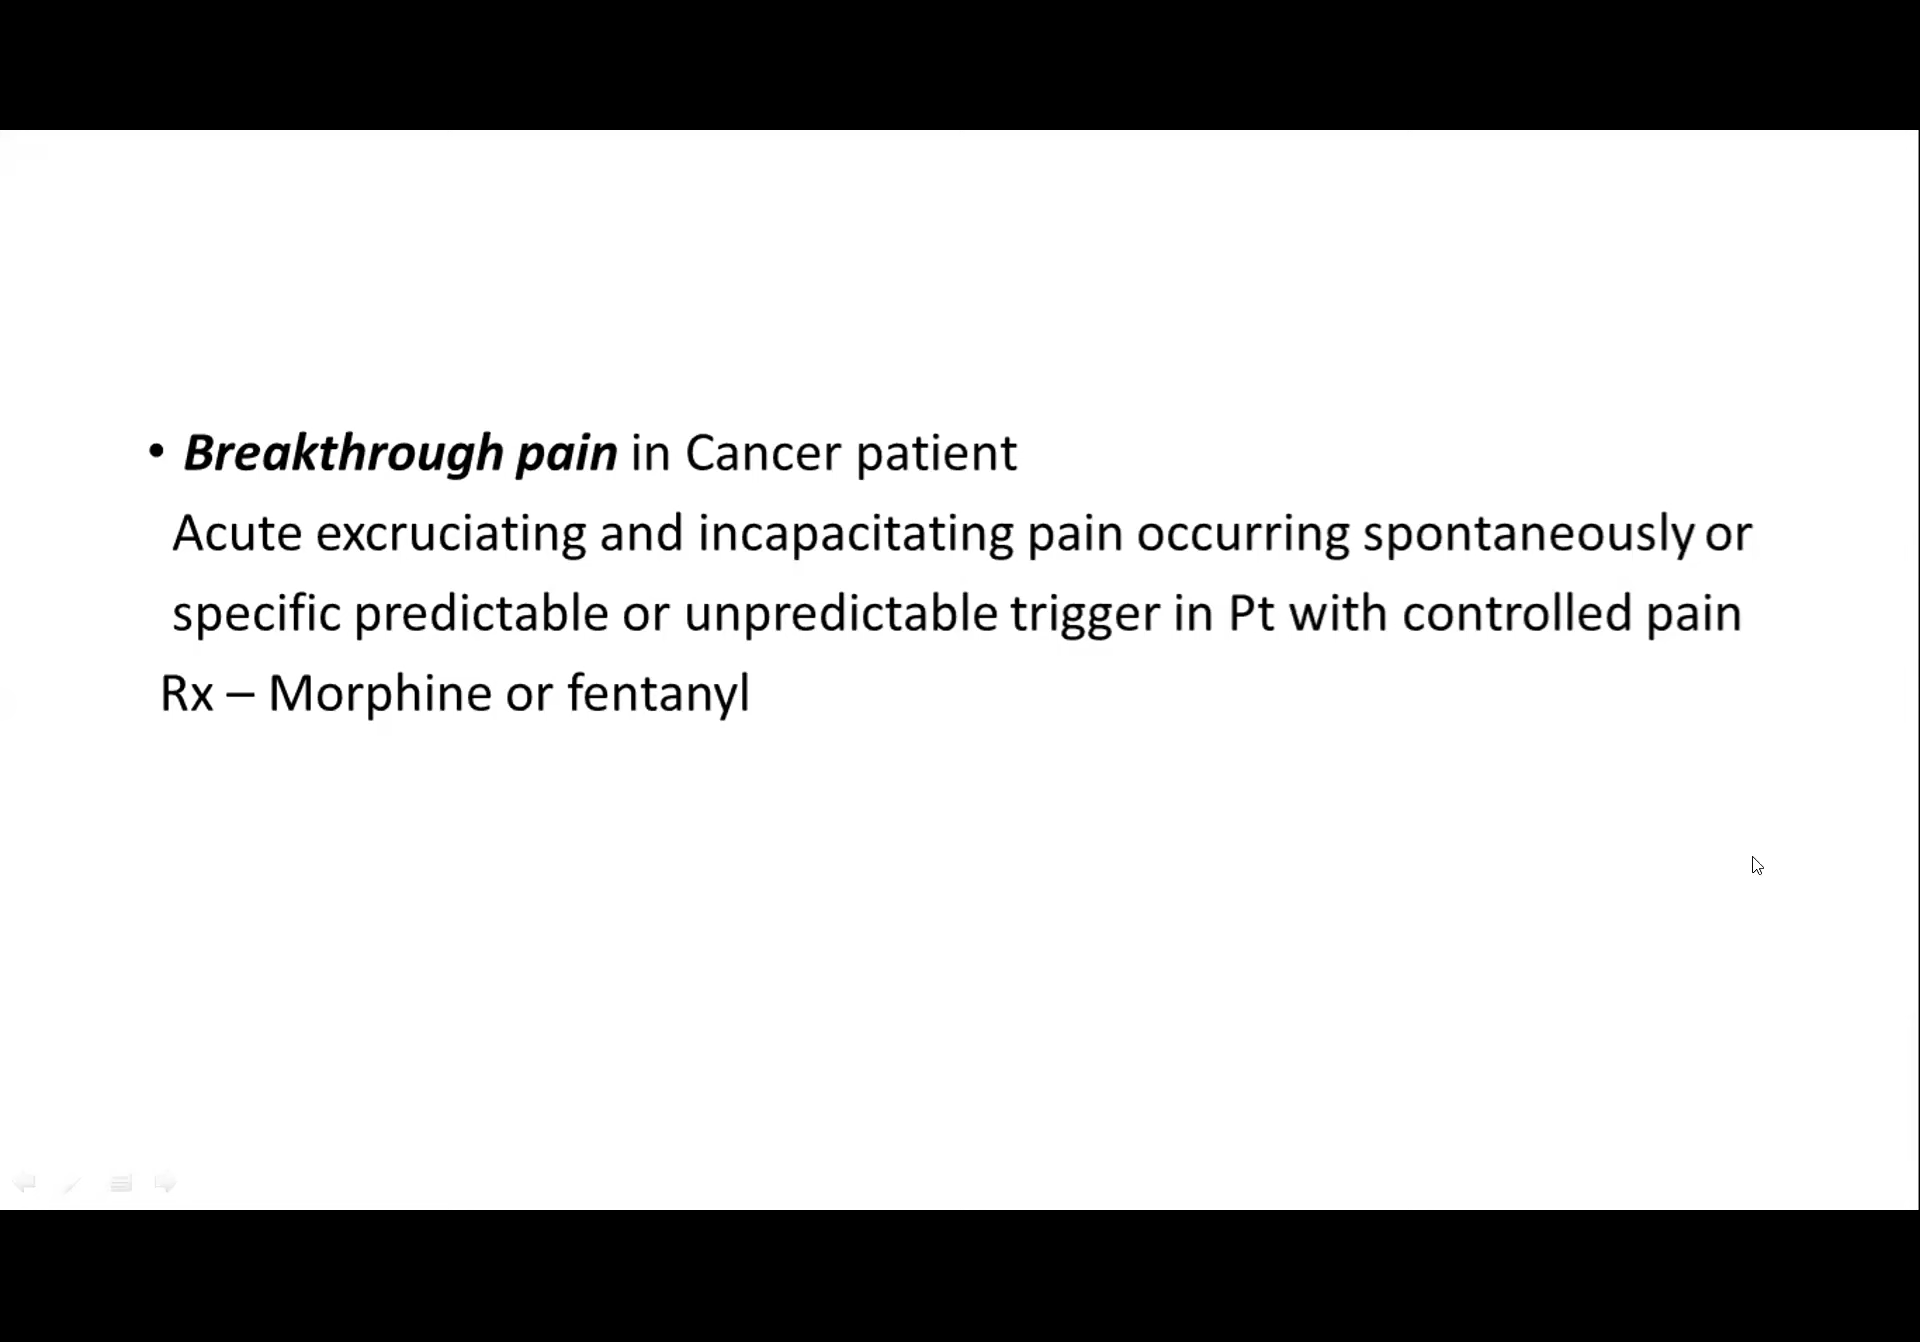 • Breakthrough pain in Cancer patient
Acute excruciating and incapacitating pain occurring spontaneously or
specific predictable or unpredictable trigger in Pt with controlled pain
Rx – Morphine or fentanyl